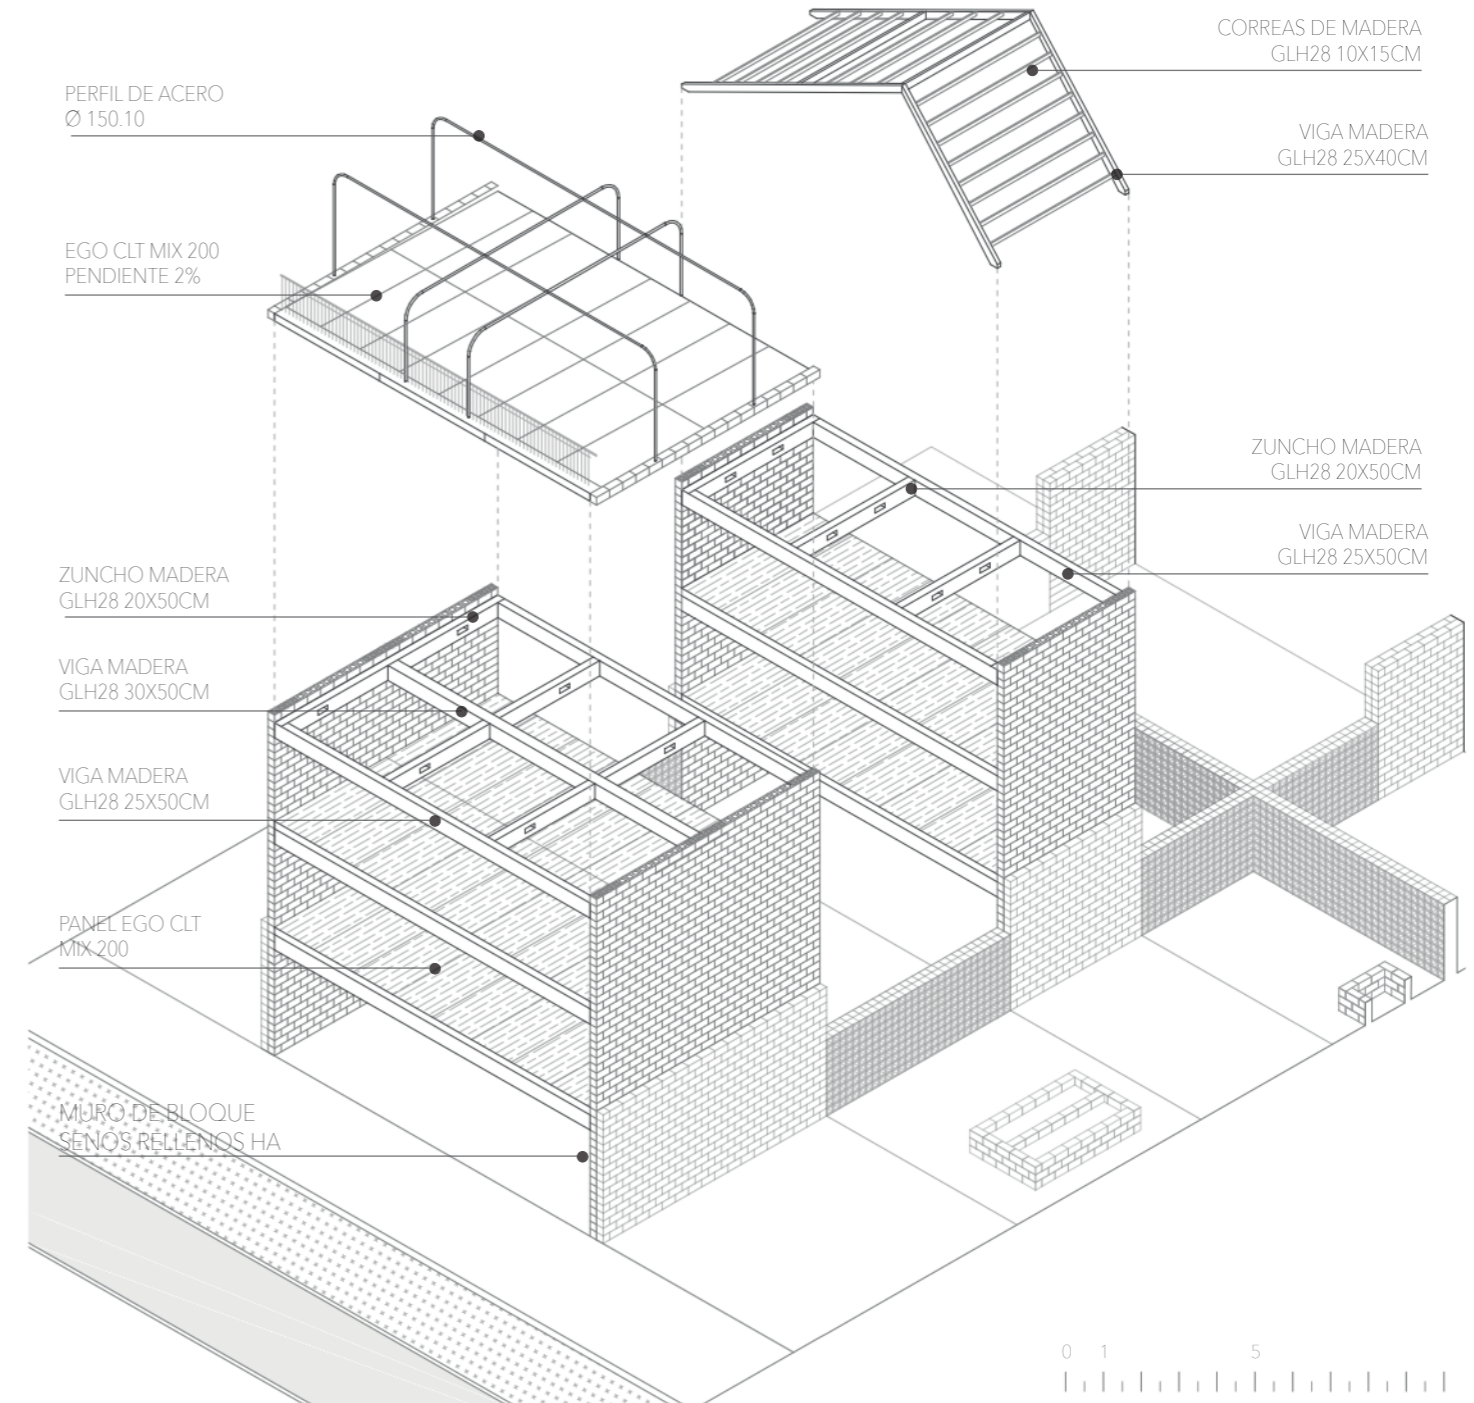 CORREAS DE MADERA
GLH28 10X15CM
PERFIL DE ACERO
Ø 150.10
VIGA MADERA
GLH28 25X40CM
EGO CLT MIX 200
PENDIENTE 2%
ZUNCHO MADERA
GLH28 20X50CM
VIGA MADERA
GLH28 25X50CM
ZUNCHO MADERA
GLH28 20X50CM
VIGA MADERA
GLH28 30X50CM
VIGA MADERA
GLH28 25X50CM
PANEL EGO CLT
MIX 200
MURO DE BLOQUE
SENOS RELLENOS HA
0 1 5